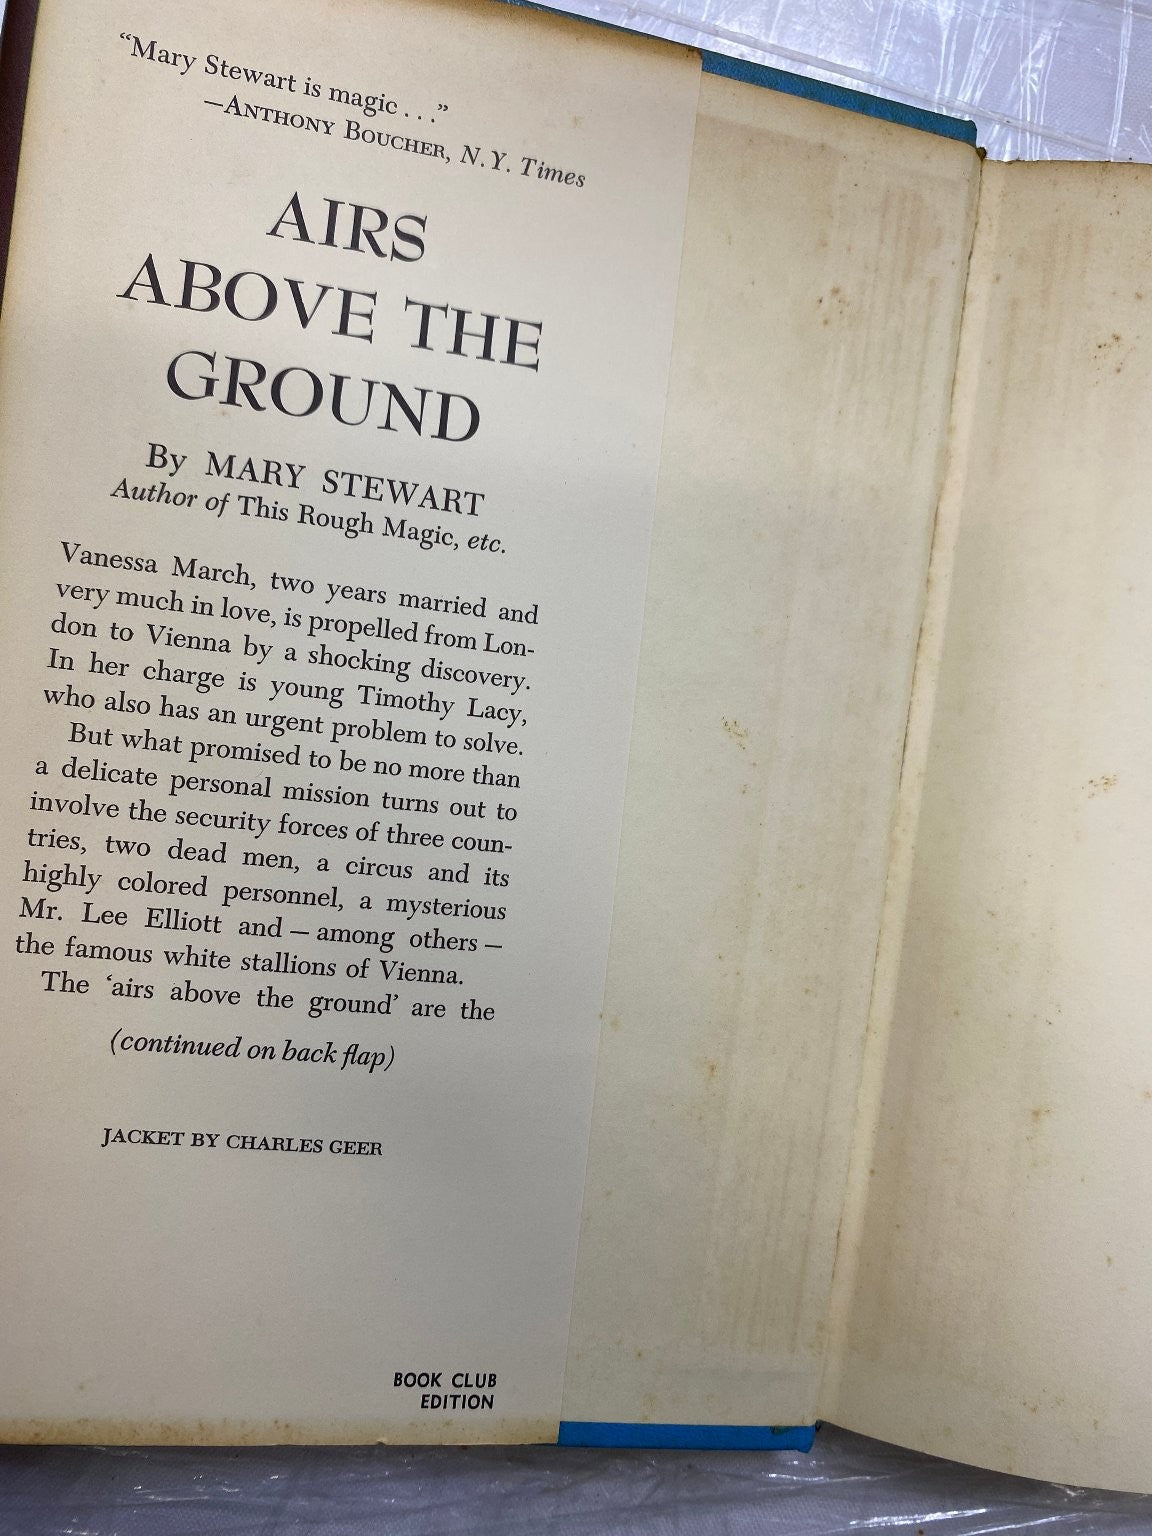 “Mary Stewart is magic . . .”
—ANTHONY BOUCHER, N.Y. Times
AIRS
ABOVE THE
GROUND
By MARY STEWART
Author of This Rough Magic, etc.
Vanessa March, two years married and
very much in love, is propelled from Lon-
don to Vienna by a shocking discovery.
In her charge is young Timothy Lacy,
who also has an urgent problem to solve.
But what promised to be no more than
a delicate personal mission turns out to
involve the security forces of three coun-
tries, two dead men, a circus and its
highly colored personnel, a mysterious
Mr. Lee Elliott and — among others —
the famous white stallions of Vienna.
The ‘airs above the ground’ are the
(continued on back flap)
JACKET BY CHARLES GEER
BOOK CLUB
EDITION